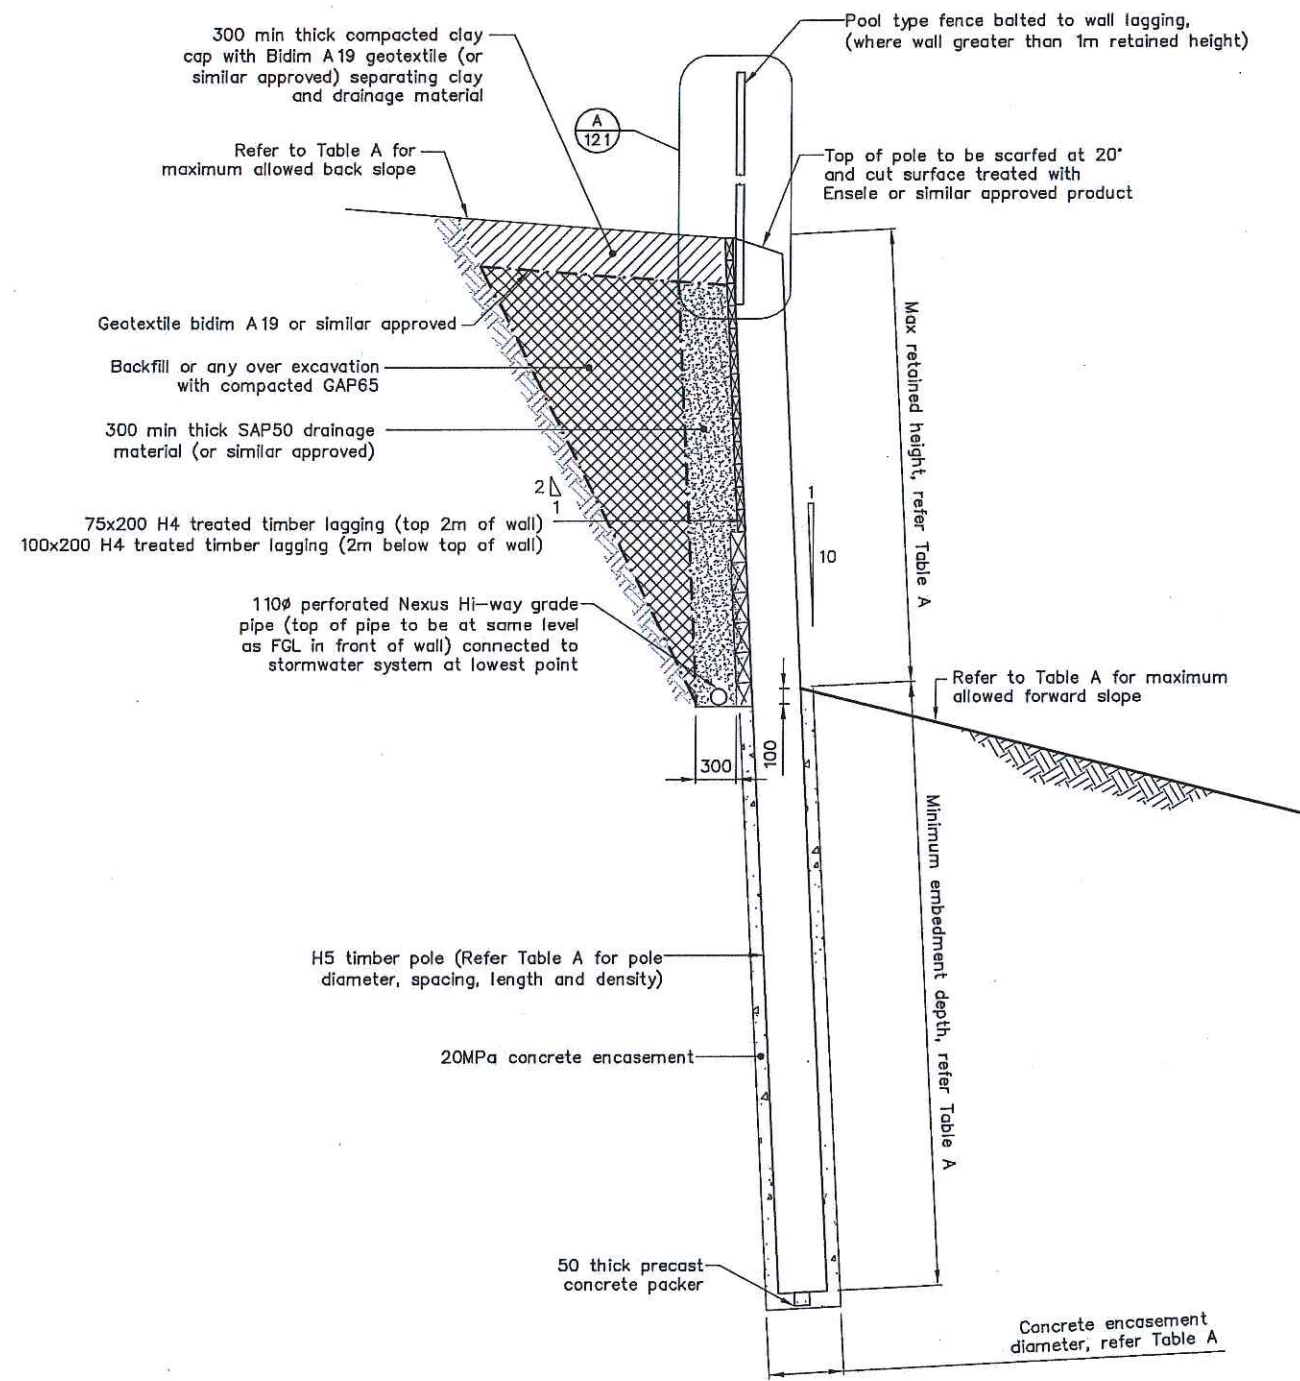 300 min thick compacted clay
cap with Bidim A19 geotextile (or
similar approved) separating clay
and drainage material
Pool type fence bolted to wall lagging,
(where wall greater than 1m retained height)
A
121
Refer to Table A for
maximum allowed back slope
Top of pole to be scarfed at 20°
and cut surface treated with
Ensele or similar approved product
Geotextile bidim A19 or similar approved
Backfill or any over excavation
with compacted GAP65
300 min thick SAP50 drainage
material (or similar approved)
Max retained height, refer Table A
2
1
1
10
75x200 H4 treated timber lagging (top 2m of wall)
100x200 H4 treated timber lagging (2m below top of wall)
110ø perforated Nexus Hi-way grade
pipe (top of pipe to be at same level
as FGL in front of wall) connected to
stormwater system at lowest point
Refer to Table A for maximum
allowed forward slope
300
100
Minimum embedment depth, refer Table A
H5 timber pole (Refer Table A for pole
diameter, spacing, length and density)
20MPa concrete encasement
50 thick precast
concrete packer
Concrete encasement
diameter, refer Table A